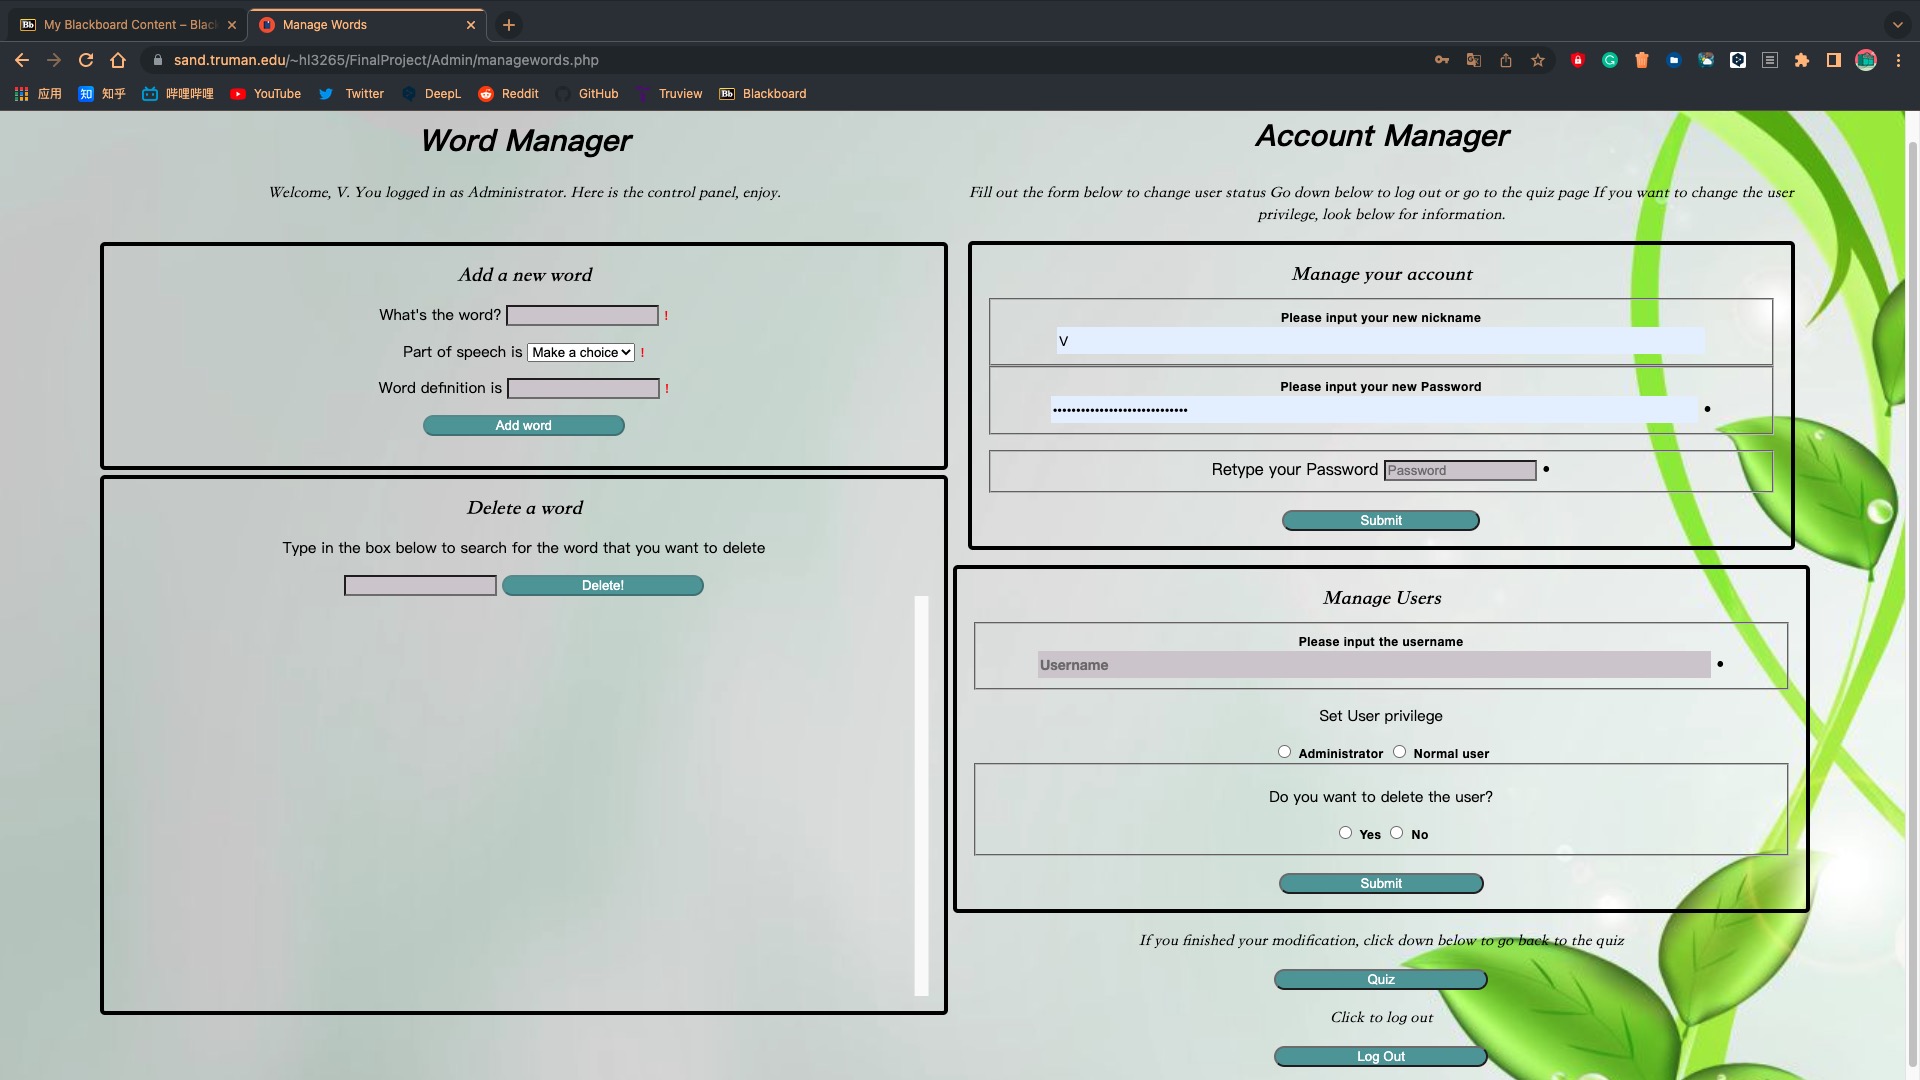 My Blackboard Content – Blac
Manage Words
sand.truman.edu/~hl3265/FinalProject/Admin/managewords.php
应用 知乎 哔哩哔哩 YouTube Twitter DeepL Reddit GitHub Truview Blackboard
Word Manager
Welcome, V. You logged in as Administrator. Here is the control panel, enjoy.
Add a new word
What's the word? !
Part of speech is Make a choice !
Word definition is !
Add word
Delete a word
Type in the box below to search for the word that you want to delete
Delete!
Account Manager
Fill out the form below to change user status Go down below to log out or go to the quiz page If you want to change the user
privilege, look below for information.
Manage your account
Please input your new nickname
V
Please input your new Password
Retype your Password Password
Submit
Manage Users
Please input the username
Username
Set User privilege
Administrator Normal user
Do you want to delete the user?
Yes No
Submit
If you finished your modification, click down below to go back to the quiz
Quiz
Click to log out
Log Out